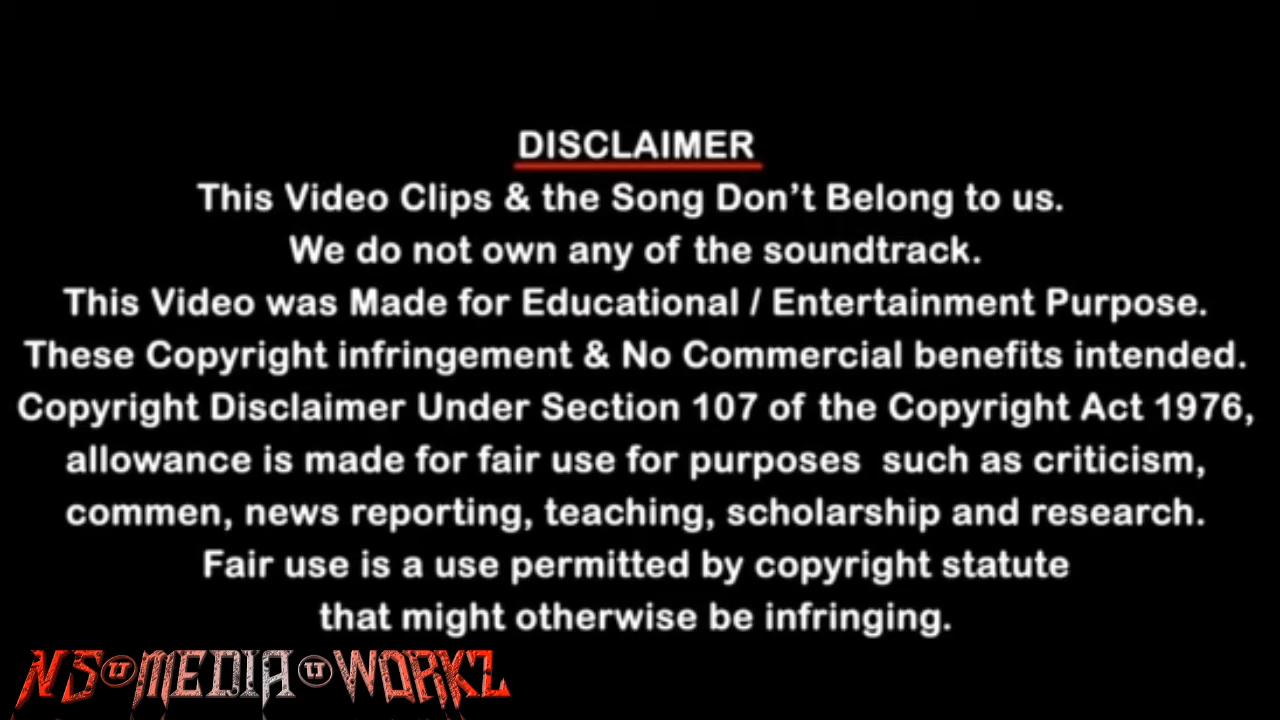 DISCLAIMER
This Video Clips & the Song Don't Belong to us.
We do not own any of the soundtrack.
This Video was Made for Educational / Entertainment Purpose.
These Copyright infringement & No Commercial benefits intended.
Copyright Disclaimer Under Section 107 of the Copyright Act 1976,
allowance is made for fair use for purposes such as criticism,
commen, news reporting, teaching, scholarship and research.
Fair use is a use permitted by copyright statute
that might otherwise be infringing.
NS MEDIA WORKZ